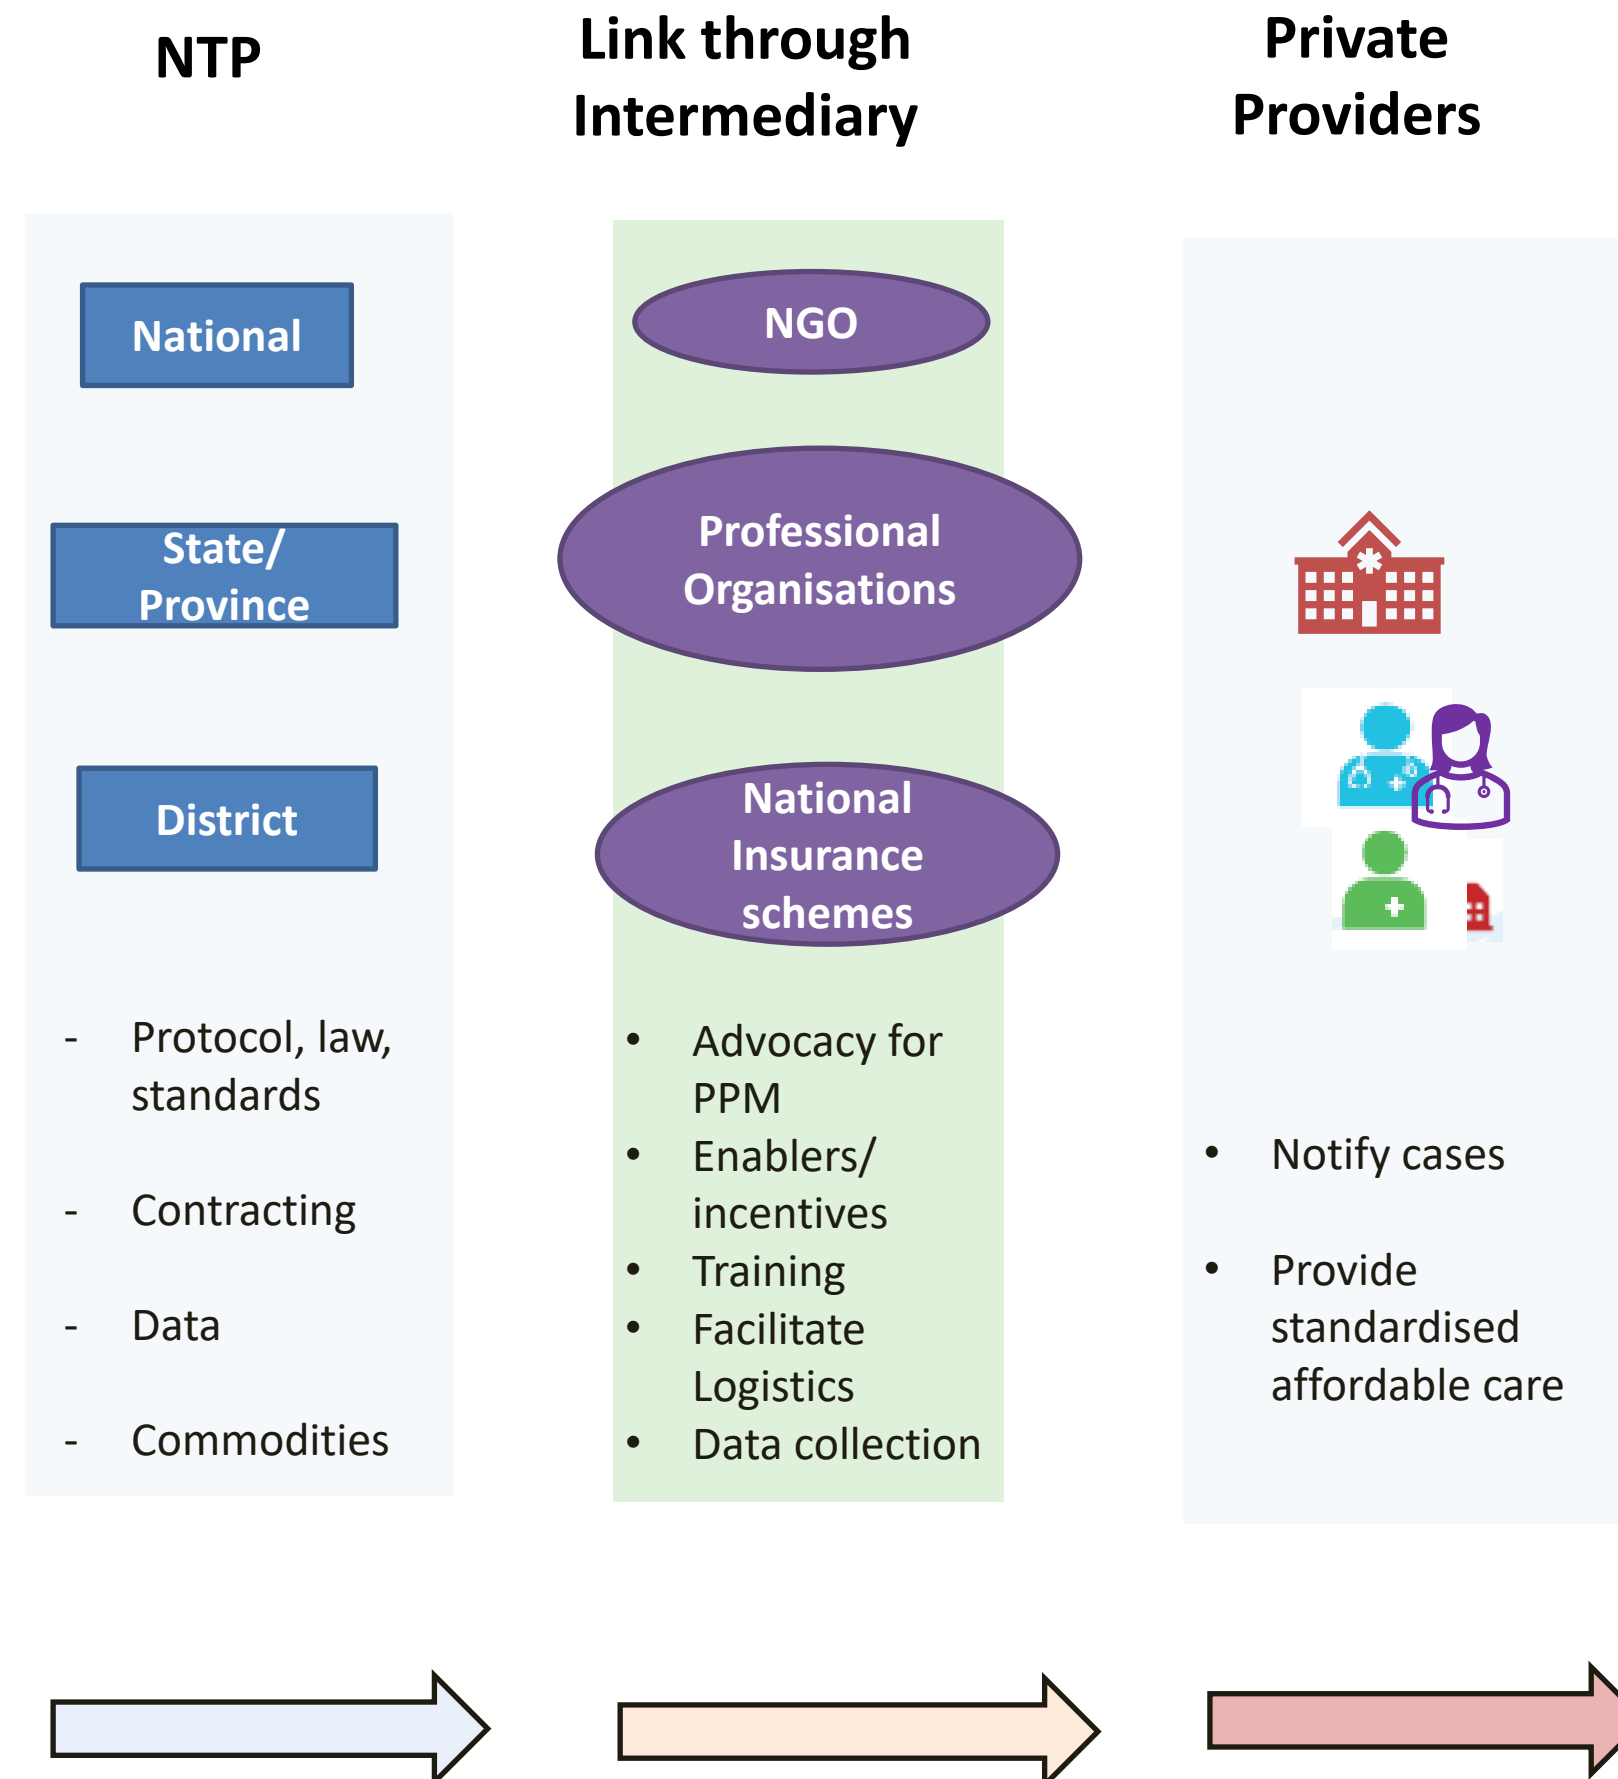 NTP
Link through
Intermediary
Private
Providers
National
State/
Province
District
- Protocol, law,
standards
- Contracting
- Data
- Commodities
NGO
Professional
Organisations
National
Insurance
schemes
• Advocacy for
PPM
• Enablers/
incentives
• Training
• Facilitate
Logistics
• Data collection
• Notify cases
• Provide
standardised
affordable care